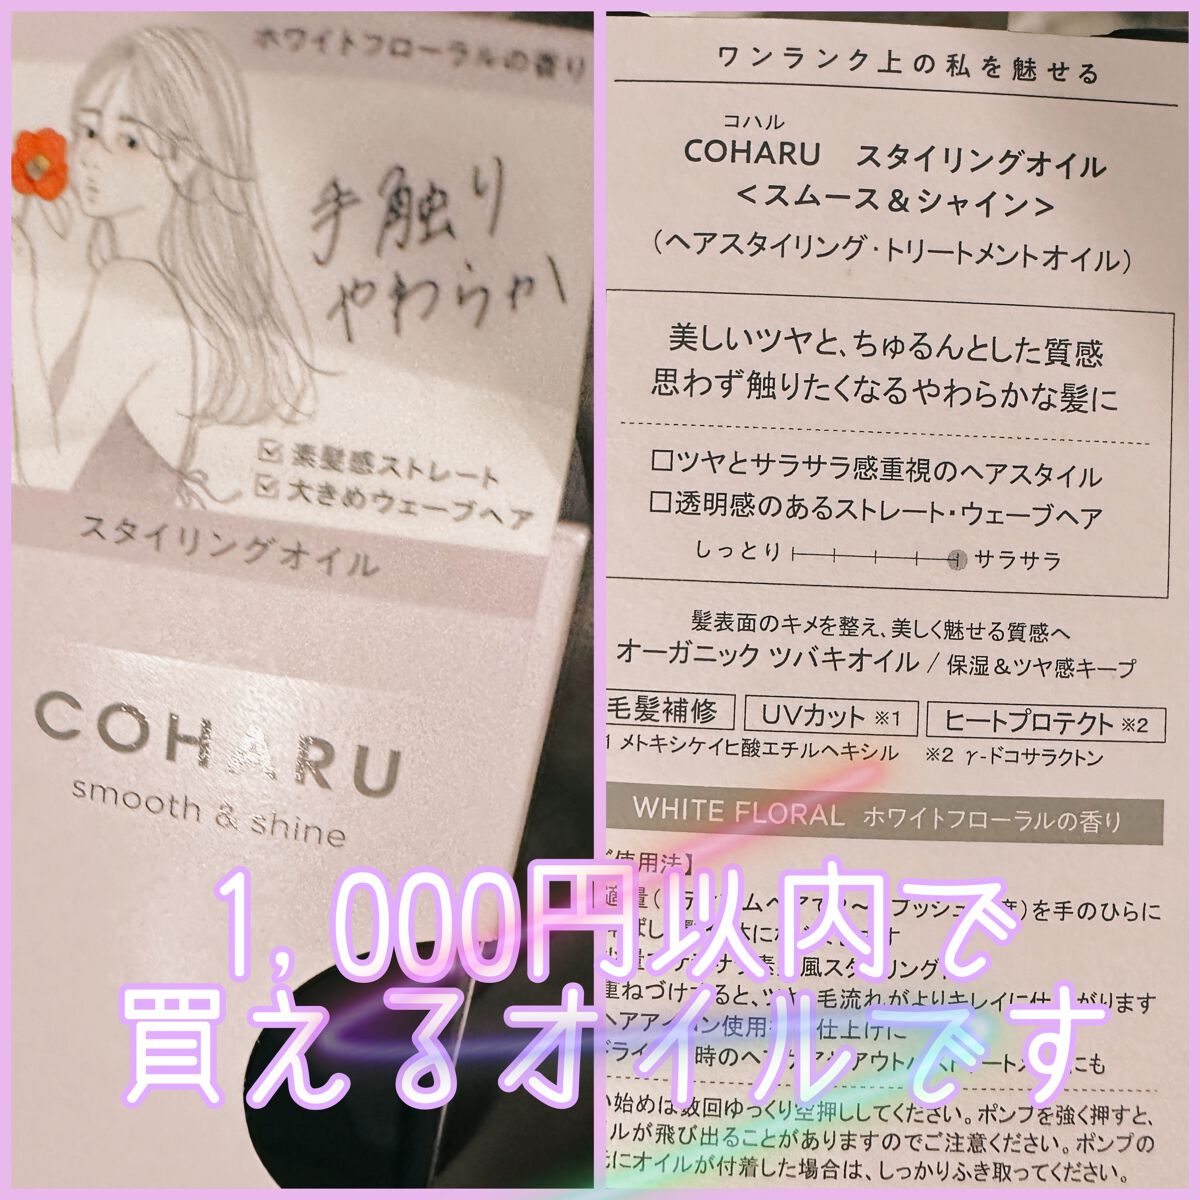 ホワイトフローラルの香り
手触り
やわらか
素髪感ストレート
大きめウェーブヘア
スタイリングオイル
COHARU
smooth & shine
ワンランク上の私を魅せる
コハル
COHARU スタイリングオイル
<スムース&シャイン>
(ヘアスタイリング・トリートメントオイル)
美しいツヤと、ちゅるんとした質感
思わず触りたくなるやわらかな髪に
□ツヤとサラサラ感重視のヘアスタイル
□透明感のあるストレート・ウェーブヘア
しっとり サラサラ
髪表面のキメを整え、美しく魅せる質感へ
オーガニック ツバキオイル / 保湿&ツヤ感キープ
毛髪補修 UVカット ※1 ヒートプロテクト ※2
1 メトキシケイヒ酸エチルヘキシル ※2 γ-ドコサラクトン
WHITE FLORAL ホワイトフローラルの香り
使用法】
を手のひらに
風スタイリング
重ねづけすると、ツヤ 毛流れがよりキレイに仕上がります
仕上げに
時のヘア
にも
い始めは数回ゆっくり空押ししてください。ポンプを強く押すと、
ルが飛び出ることがありますのでご注意ください。ポンプの
にオイルが付着した場合は、しっかりふき取ってください。
1,000円以内で
買えるオイルです